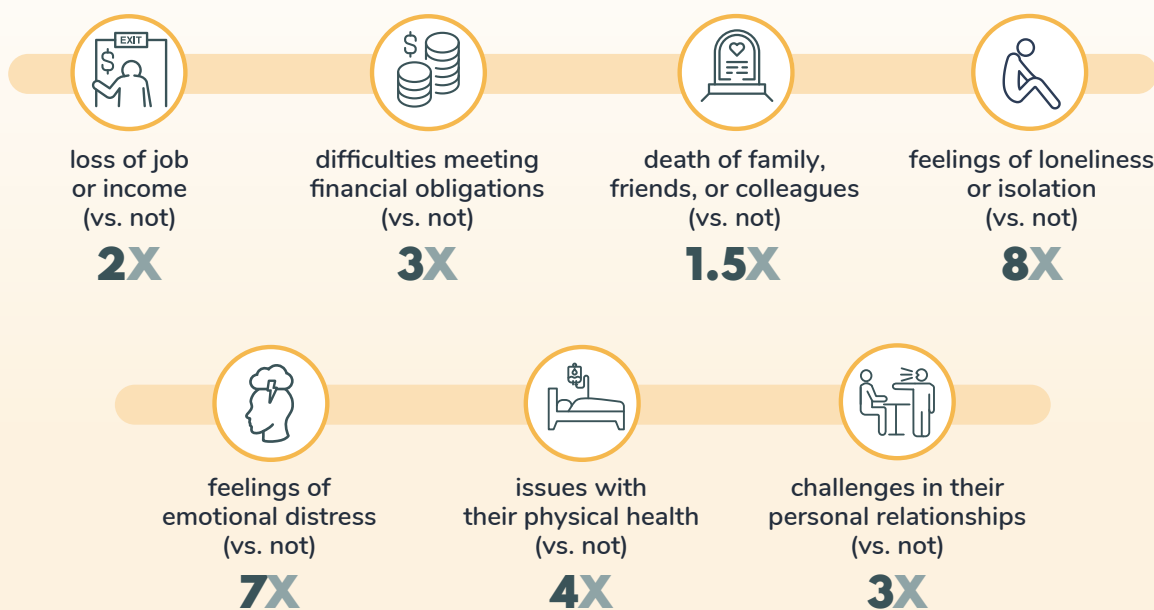 EXIT
$
$
loss of job
or income
(vs. not)
2X
difficulties meeting
financial obligations
(vs. not)
3X
death of family,
friends, or colleagues
(vs. not)
1.5X
feelings of loneliness
or isolation
(vs. not)
8X
feelings of
emotional distress
(vs. not)
7X
issues with
their physical health
(vs. not)
4X
challenges in their
personal relationships
(vs. not)
3X